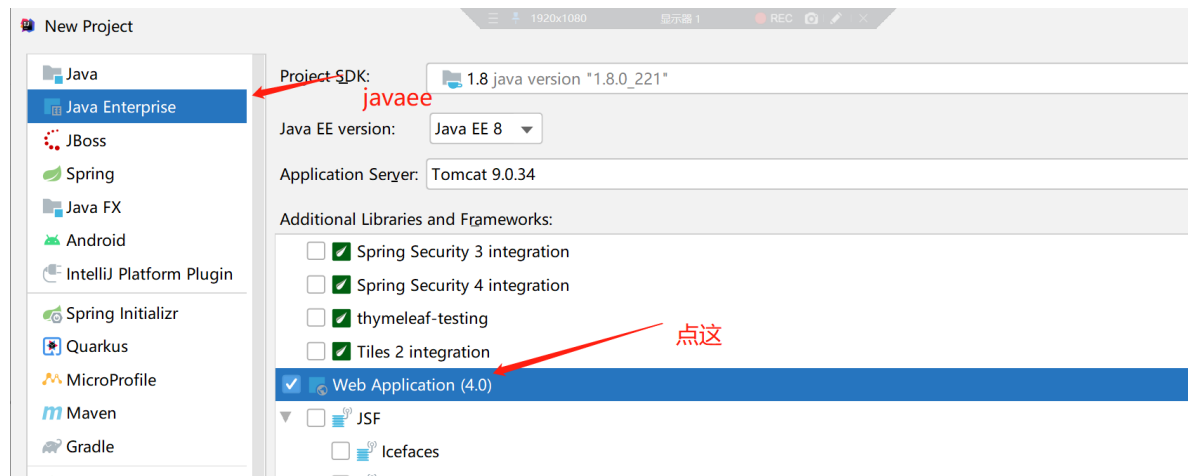 1920x1080 显示器 1 REC
New Project
Java
Java Enterprise
JBoss
Spring
Java FX
Android
IntelliJ Platform Plugin
Spring Initializr
Quarkus
MicroProfile
Maven
Gradle
Project SDK: 1.8 java version "1.8.0_221"
javaee
Java EE version: Java EE 8
Application Server: Tomcat 9.0.34
Additional Libraries and Frameworks:
Spring Security 3 integration
Spring Security 4 integration
thymeleaf-testing
点这
Tiles 2 integration
Web Application (4.0)
JSF
Icefaces